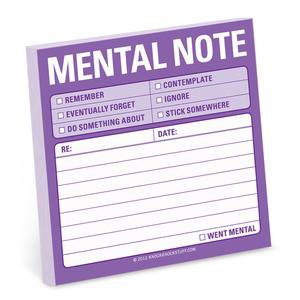 MENTAL NOTE
REMEMBER
EVENTUALLY FORGET
DO SOMETHING ABOUT
CONTEMPLATE
IGNORE
STICK SOMEWHERE
RE:
DATE:
WENT MENTAL
© 2012 KNOCKKNOCKSTUFF.COM